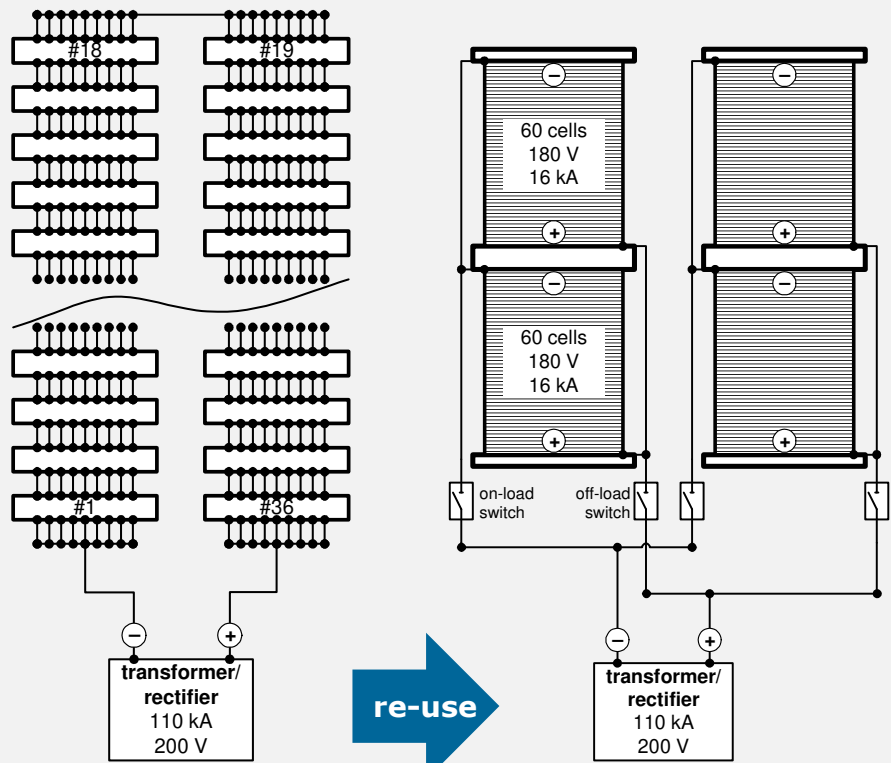 #18
#19
#1
#36
−
+
transformer/
rectifier
110 kA
200 V
re-use
−
60 cells
180 V
16 kA
+
−
60 cells
180 V
16 kA
+
−
+
−
+
on-load
switch
off-load
switch
−
+
transformer/
rectifier
110 kA
200 V